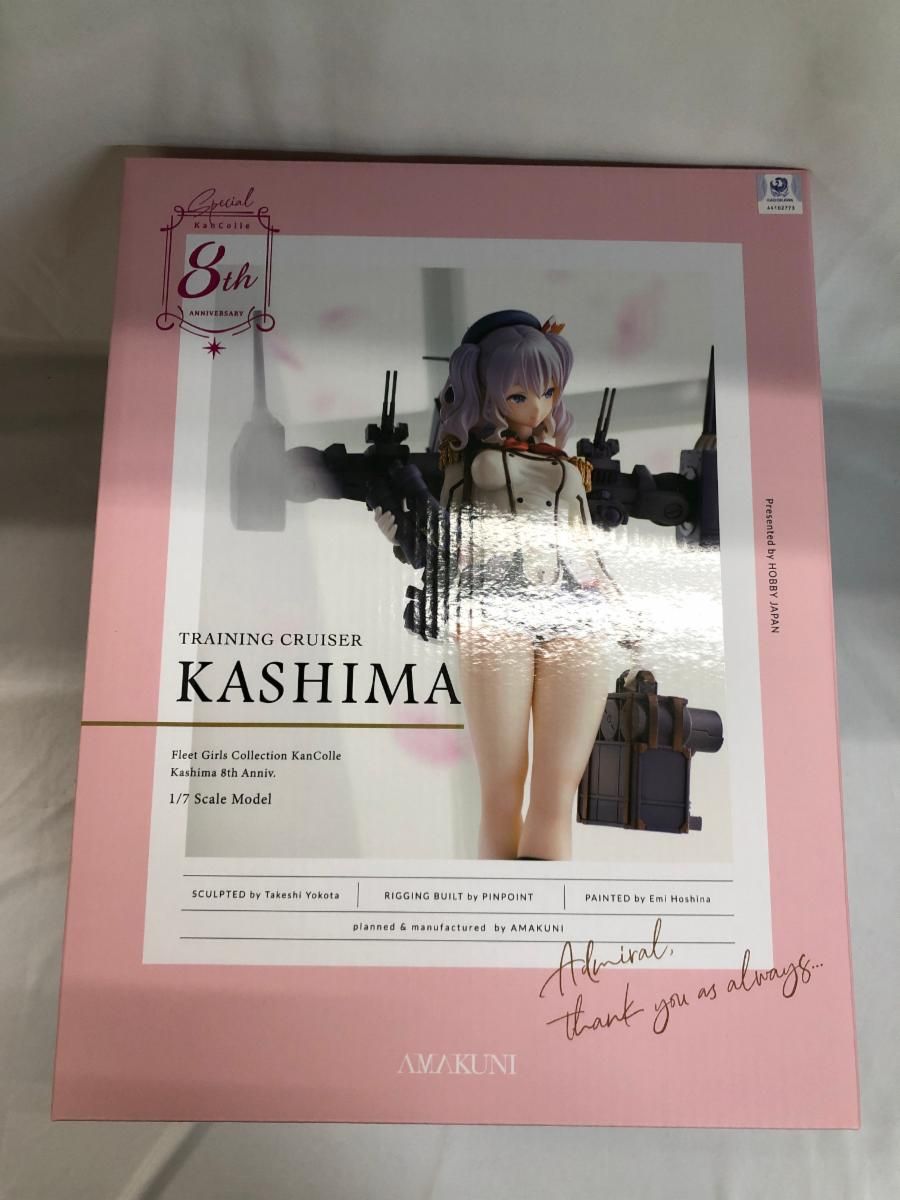 Special
KanColle
8th
ANNIVERSARY
KADOKAWA
44102773
Presented by HOBBY JAPAN
TRAINING CRUISER
KASHIMA
Fleet Girls Collection KanColle
Kashima 8th Anniv.
1/7 Scale Model
SCULPTED by Takeshi Yokota
RIGGING BUILT by PINPOINT
PAINTED by Emi Hoshina
planned & manufactured by AMAKUNI
Admiral,
thank you as always...
AMAKUNI